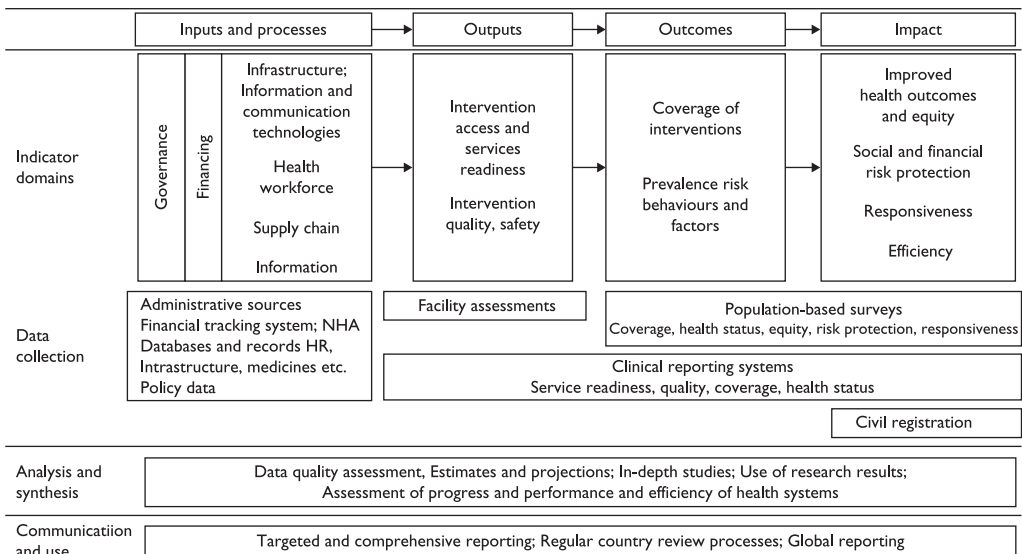 Inputs and processes
Outputs
Outcomes
Impact
Indicator
domains
Governance
Financing
Infrastructure;
Information and
communication
technologies
Health
workforce
Supply chain
Information
Intervention
access and
services
readiness
Intervention
quality, safety
Coverage of
interventions
Prevalence risk
behaviours and
factors
Improved
health outcomes
and equity
Social and financial
risk protection
Responsiveness
Efficiency
Data
collection
Administrative sources
Financial tracking system; NHA
Databases and records HR,
Intrastructure, medicines etc.
Policy data
Facility assessments
Population-based surveys
Coverage, health status, equity, risk protection, responsiveness
Clinical reporting systems
Service readiness, quality, coverage, health status
Civil registration
Analysis and
synthesis
Data quality assessment, Estimates and projections; In-depth studies; Use of research results;
Assessment of progress and performance and efficiency of health systems
Communicatiion
and use
Targeted and comprehensive reporting; Regular country review processes; Global reporting